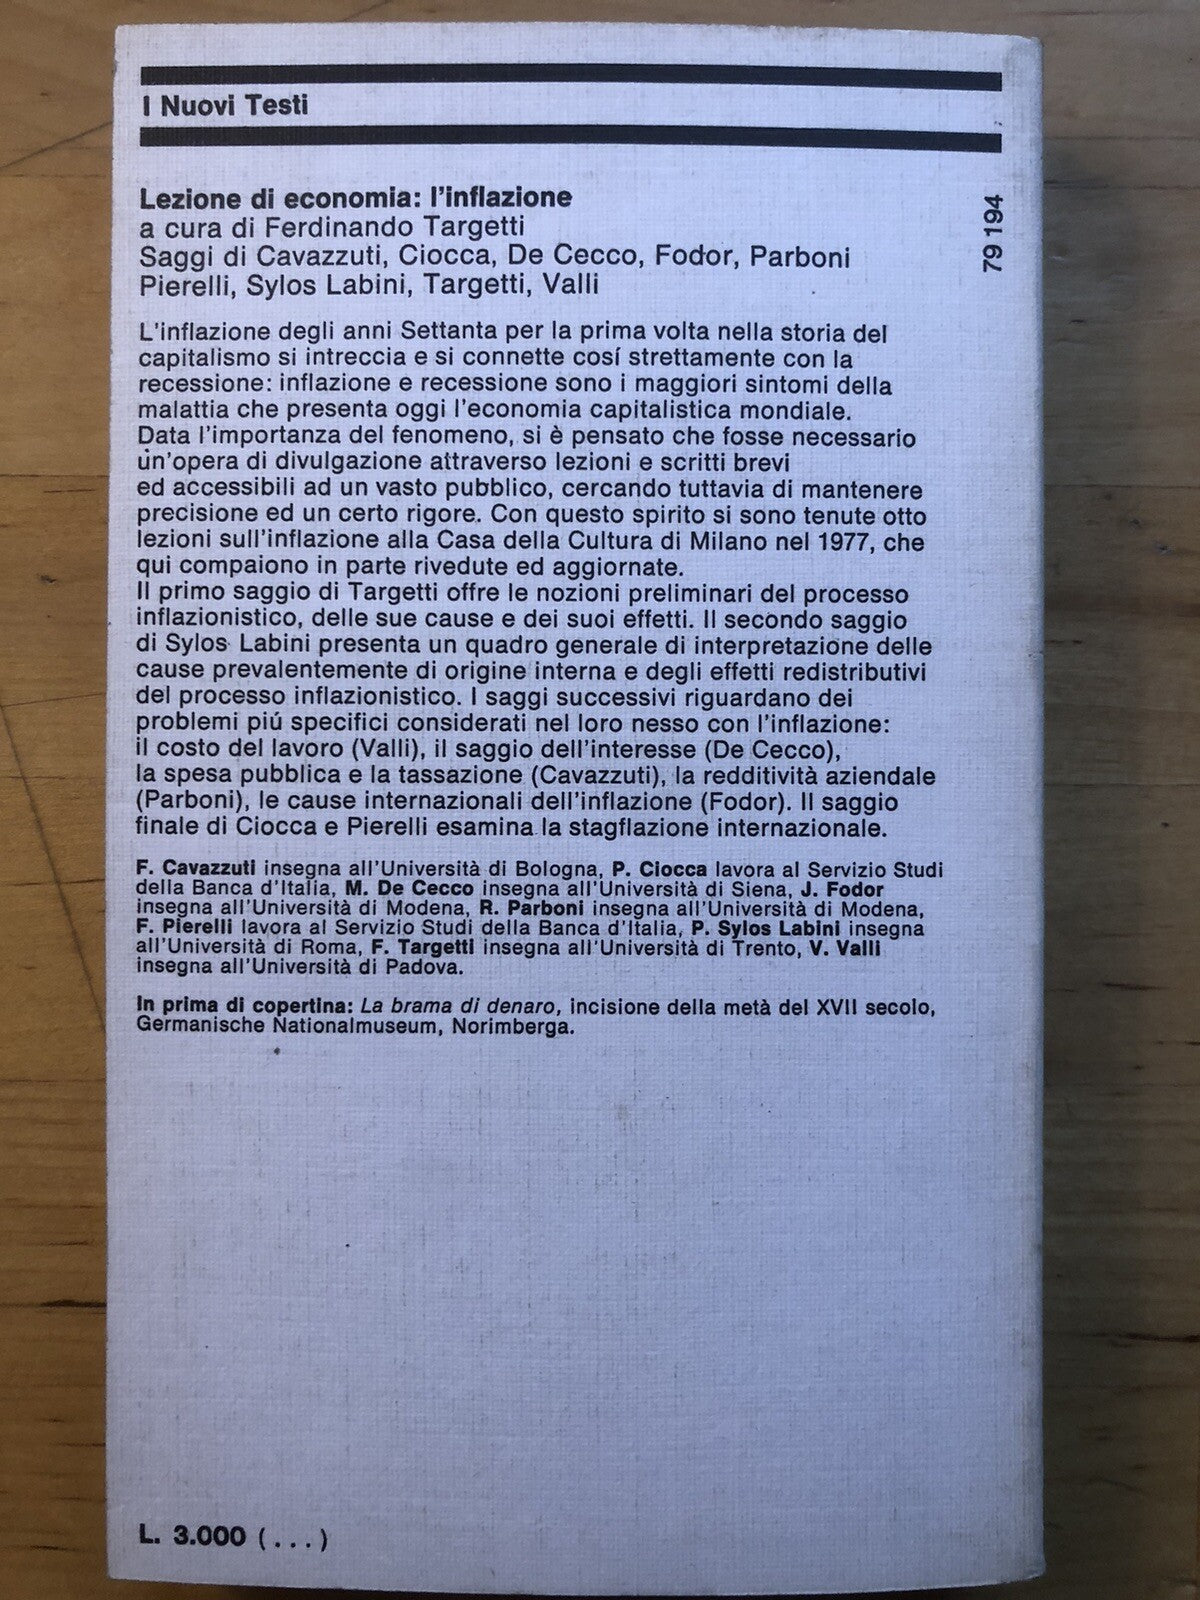 I Nuovi Testi
Lezione di economia: l'inflazione
a cura di Ferdinando Targetti
Saggi di Cavazzuti, Ciocca, De Cecco, Fodor, Parboni
Pierelli, Sylos Labini, Targetti, Valli
79 194
L'inflazione degli anni Settanta per la prima volta nella storia del
capitalismo si intreccia e si connette cosí strettamente con la
recessione: inflazione e recessione sono i maggiori sintomi della
malattia che presenta oggi l'economia capitalistica mondiale.
Data l'importanza del fenomeno, si è pensato che fosse necessario
un'opera di divulgazione attraverso lezioni e scritti brevi
ed accessibili ad un vasto pubblico, cercando tuttavia di mantenere
precisione ed un certo rigore. Con questo spirito si sono tenute otto
lezioni sull'inflazione alla Casa della Cultura di Milano nel 1977, che
qui compaiono in parte rivedute ed aggiornate.
Il primo saggio di Targetti offre le nozioni preliminari del processo
inflazionistico, delle sue cause e dei suoi effetti. Il secondo saggio
di Sylos Labini presenta un quadro generale di interpretazione delle
cause prevalentemente di origine interna e degli effetti redistributivi
del processo inflazionistico. I saggi successivi riguardano dei
problemi piú specifici considerati nel loro nesso con l'inflazione:
il costo del lavoro (Valli), il saggio dell'interesse (De Cecco),
la spesa pubblica e la tassazione (Cavazzuti), la redditività aziendale
(Parboni), le cause internazionali dell'inflazione (Fodor). Il saggio
finale di Ciocca e Pierelli esamina la stagflazione internazionale.
F. Cavazzuti insegna all'Università di Bologna, P. Ciocca lavora al Servizio Studi
della Banca d'Italia, M. De Cecco insegna all'Università di Siena, J. Fodor
insegna all'Università di Modena, R. Parboni insegna all'Università di Modena,
F. Pierelli lavora al Servizio Studi della Banca d'Italia, P. Sylos Labini insegna
all'Università di Roma, F. Targetti insegna all'Università di Trento, V. Valli
insegna all'Università di Padova.
In prima di copertina: La brama di denaro, incisione della metà del XVII secolo,
Germanische Nationalmuseum, Norimberga.
L. 3.000 (...)